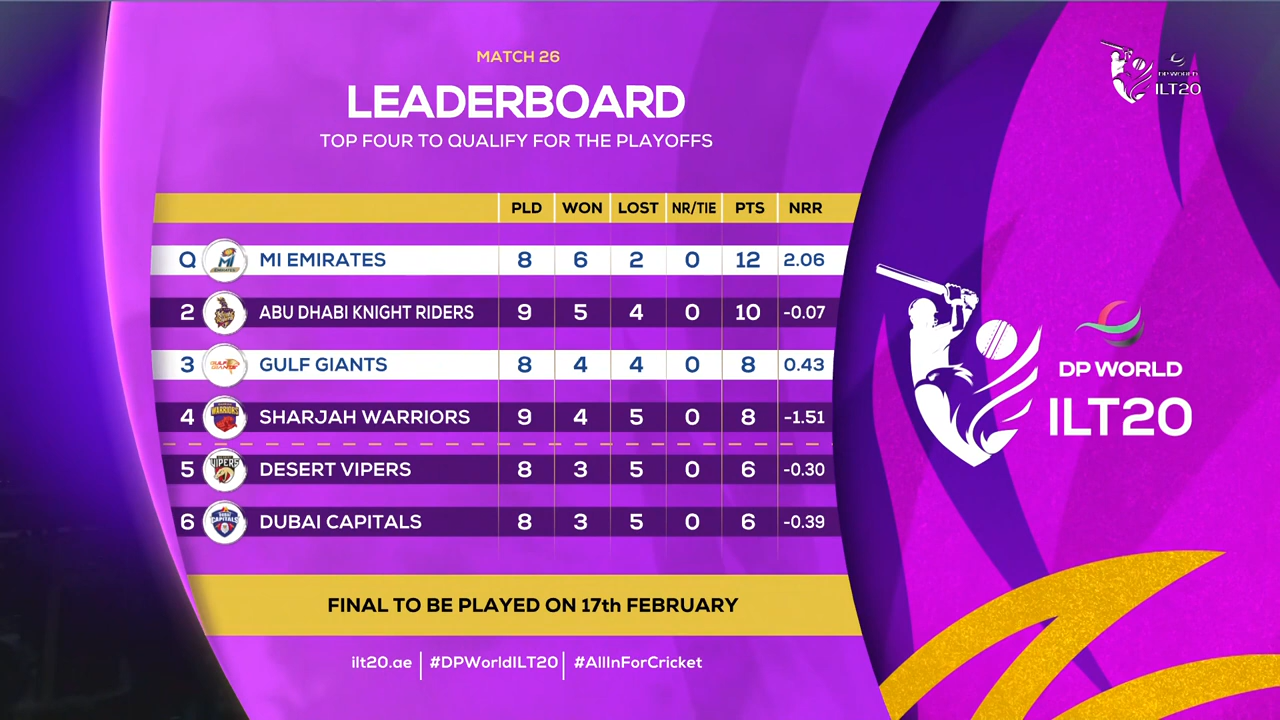 MATCH 26
LEADERBOARD
TOP FOUR TO QUALIFY FOR THE PLAYOFFS
DP WORLD
ILT20
PLD WON LOST NR/TIE PTS NRR
Q MI EMIRATES 8 6 2 0 12 2.06
2 ABU DHABI KNIGHT RIDERS 9 5 4 0 10 -0.07
3 GULF GIANTS 8 4 4 0 8 0.43
4 SHARJAH WARRIORS 9 4 5 0 8 -1.51
5 DESERT VIPERS 8 3 5 0 6 -0.30
6 DUBAI CAPITALS 8 3 5 0 6 -0.39
DP WORLD
ILT20
FINAL TO BE PLAYED ON 17th FEBRUARY
ilt20.ae | #DPWorldILT20 | #AllInForCricket